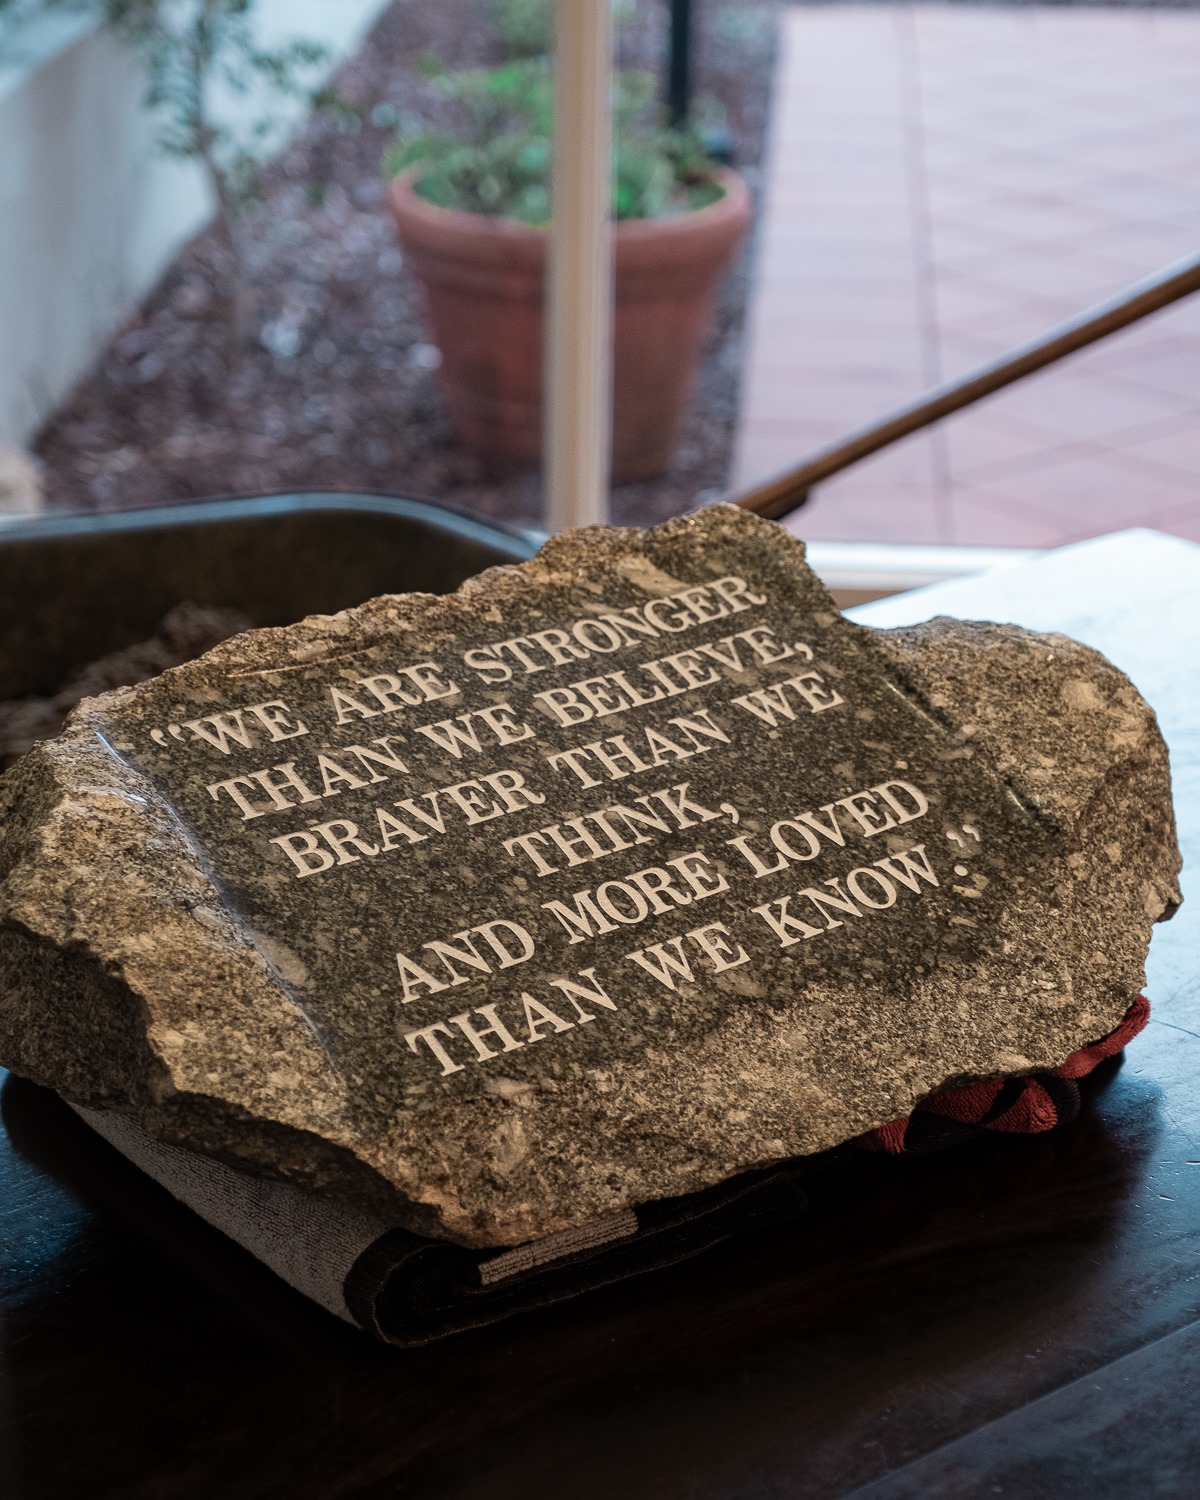 “WE ARE STRONGER
THAN WE BELIEVE,
BRAVER THAN WE
THINK,
AND MORE LOVED
THAN WE KNOW.”